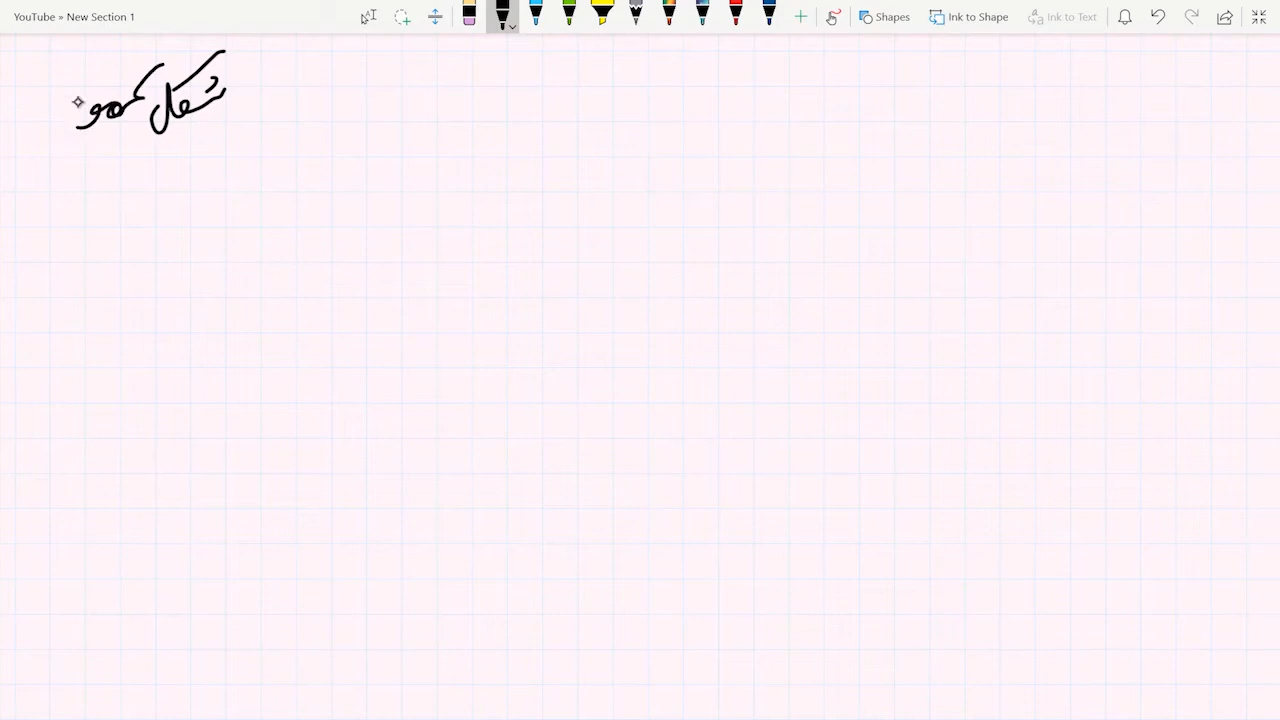 YouTube » New Section 1
Shapes
Ink to Shape
Ink to Text
شکل